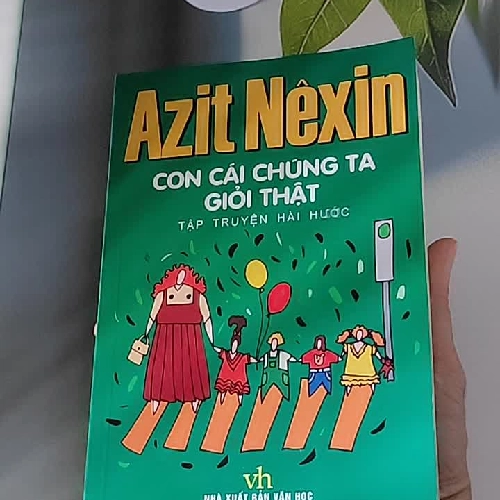 Azit Nêxin
CON CÁI CHÚNG TA
GIỎI THẬT
TẬP TRUYỆN HÀI HƯỚC
vh
NHÀ XUẤT BẢN VĂN HỌC